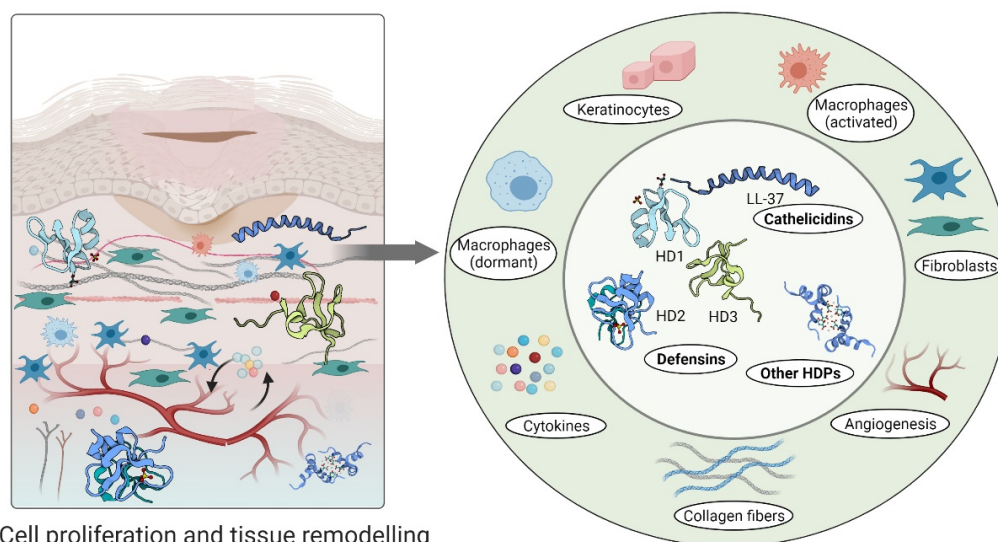 Keratinocytes
Macrophages
(activated)
LL-37
Cathelicidins
Macrophages
(dormant)
HD1
Fibroblasts
HD2
HD3
Defensins
Other HDPs
Cytokines
Angiogenesis
Collagen fibers
Cell proliferation and tissue remodelling